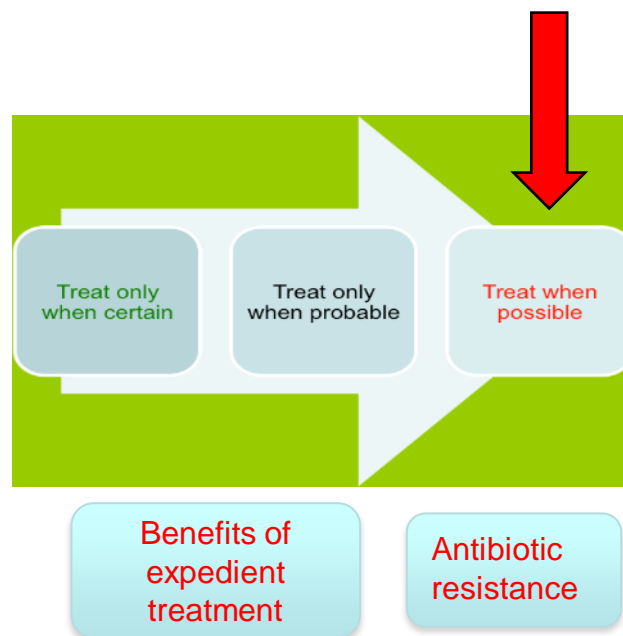 Treat only
when certain
Treat only
when probable
Treat when
possible
Benefits of
expedient
treatment
Antibiotic
resistance